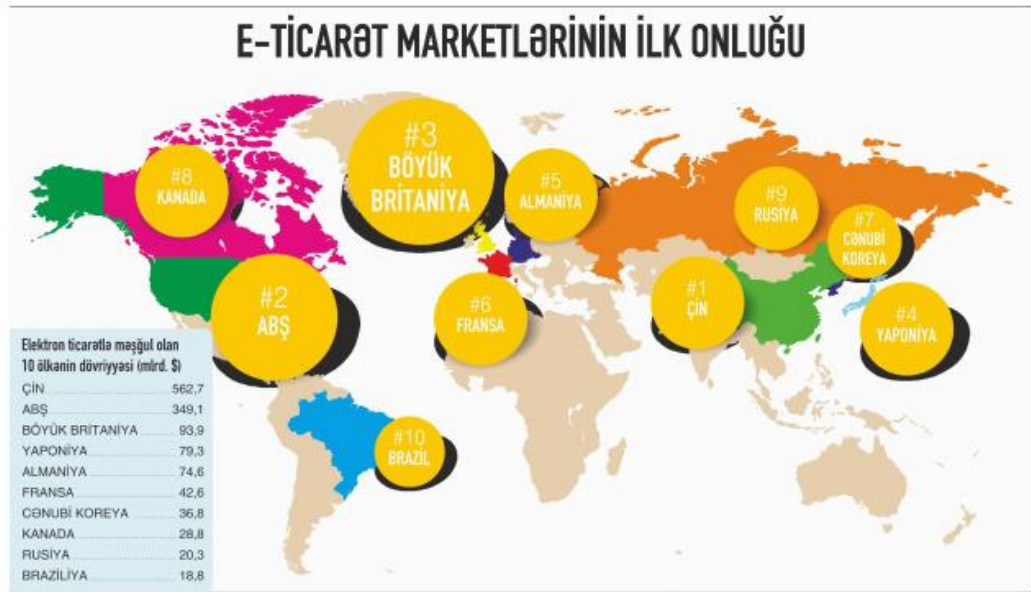 E-TİCARƏT MARKETLƏRİNİN İLK ONLUĞU
#3
BÖYÜK
BRİTANİYA
#8
KANADA
#5
ALMANİYA
#9
RUSİYA
#7
CƏNUBİ
KOREYA
#2
ABŞ
#6
FRANSA
#1
ÇİN
#4
YAPONİYA
#10
BRAZİL
Elektron ticarətlə məşğul olan
10 ölkənin dövriyyəsi (mlrd. $)
ÇİN 562,7
ABŞ 349,1
BÖYÜK BRİTANİYA 93,9
YAPONİYA 79,3
ALMANİYA 74,6
FRANSA 42,6
CƏNUBİ KOREYA 36,8
KANADA 28,8
RUSİYA 20,3
BRAZİLİYA 18,8